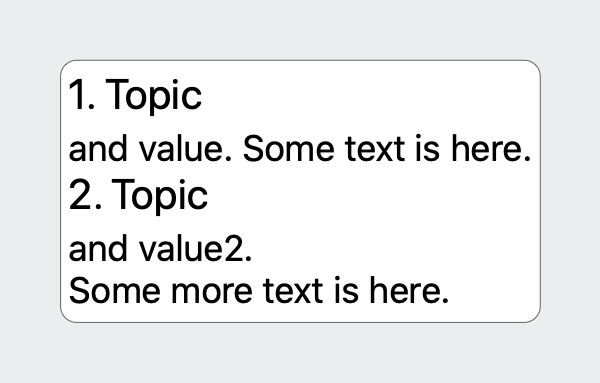 1. Topic
and value. Some text is here.
2. Topic
and value2.
Some more text is here.